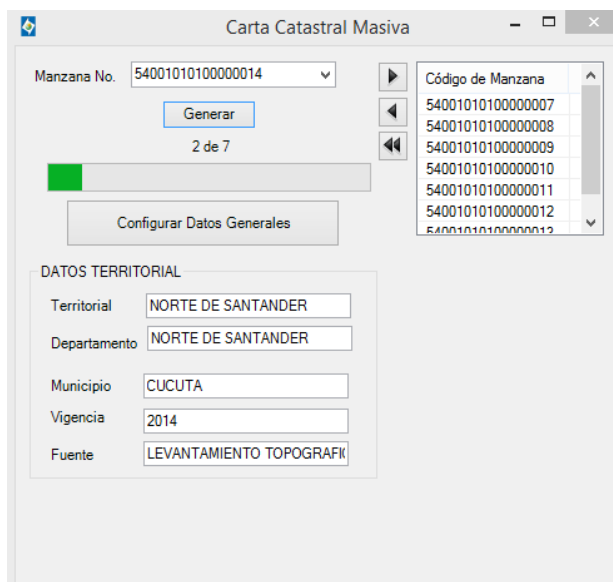 Carta Catastral Masiva
Manzana No.
54001010100000014
Generar
2 de 7
Configurar Datos Generales
Código de Manzana
54001010100000007
54001010100000008
54001010100000009
54001010100000010
54001010100000011
54001010100000012
54001010100000013
DATOS TERRITORIAL
Territorial
NORTE DE SANTANDER
Departamento
NORTE DE SANTANDER
Municipio
CUCUTA
Vigencia
2014
Fuente
LEVANTAMIENTO TOPOGRAFI